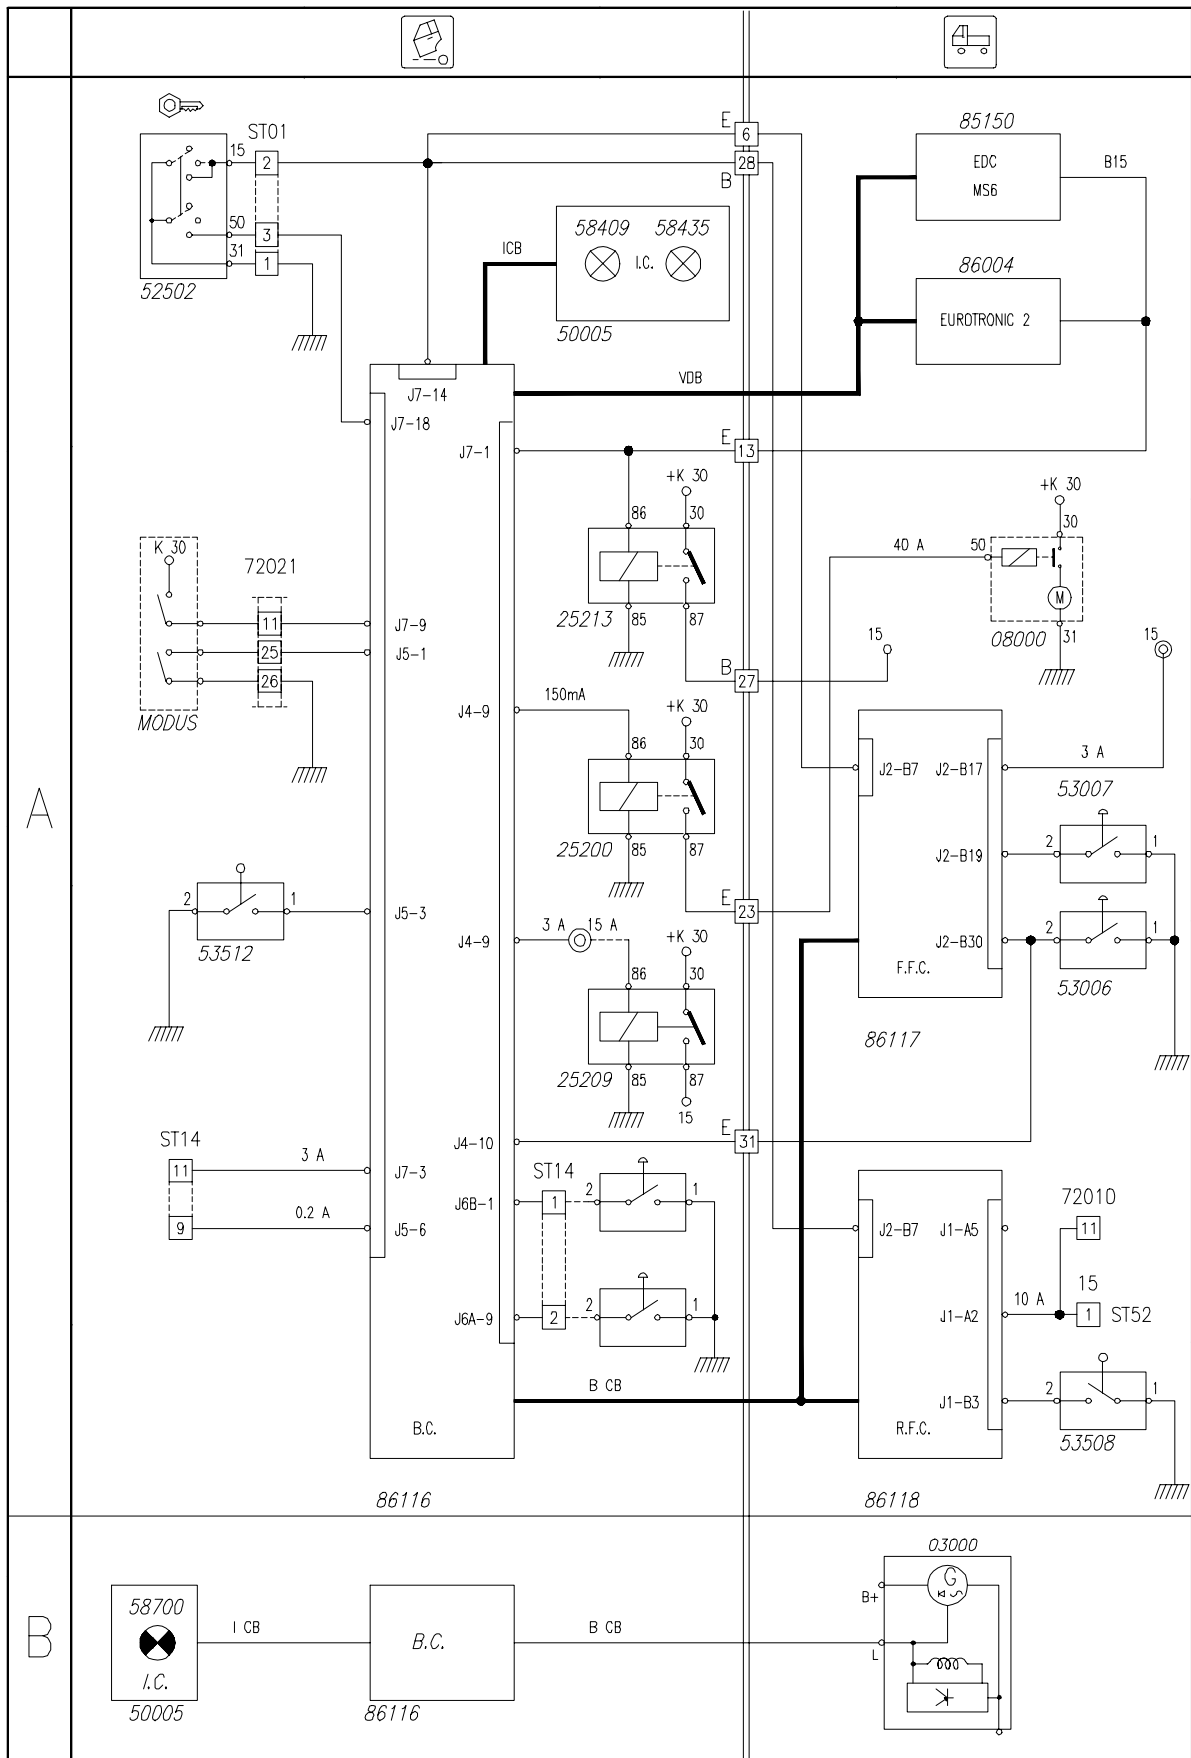 E
6
85150
ST01
15
2
28
EDC
B15
B
MS6
58409 58435
50
3
ICB
I.C.
31
1
86004
52502
50005
EUROTRONIC 2
VDB
J7-14
J7-18
E
J7-1
13
+K 30
+K 30
86
30
30
K 30
40 A
50
72021
M
25213
85
87
08000
31
11
J7-9
15
15
25
J5-1
B
26
27
150mA
MODUS
J4-9
+K 30
86
30
3 A
J2-B7
J2-B17
53007
A
25200
85
87
2
1
J2-B19
2
1
J5-3
E
23
3 A
15 A
2
1
53512
J4-9
+K 30
J2-B30
86
30
F.F.C.
53006
86117
25209
85
87
15
E
ST14
J4-10
31
3 A
11
J7-3
ST14
72010
2
1
J6B-1
1
0.2 A
9
J5-6
J2-B7
J1-A5
11
15
2
1
10 A
J6A-9
2
J1-A2
1
ST52
B CB
2
1
J1-B3
B.C.
R.F.C.
53508
86116
86118
03000
58700
G
B+
I CB
B CB
B
B.C.
L
I.C.
50005
86116